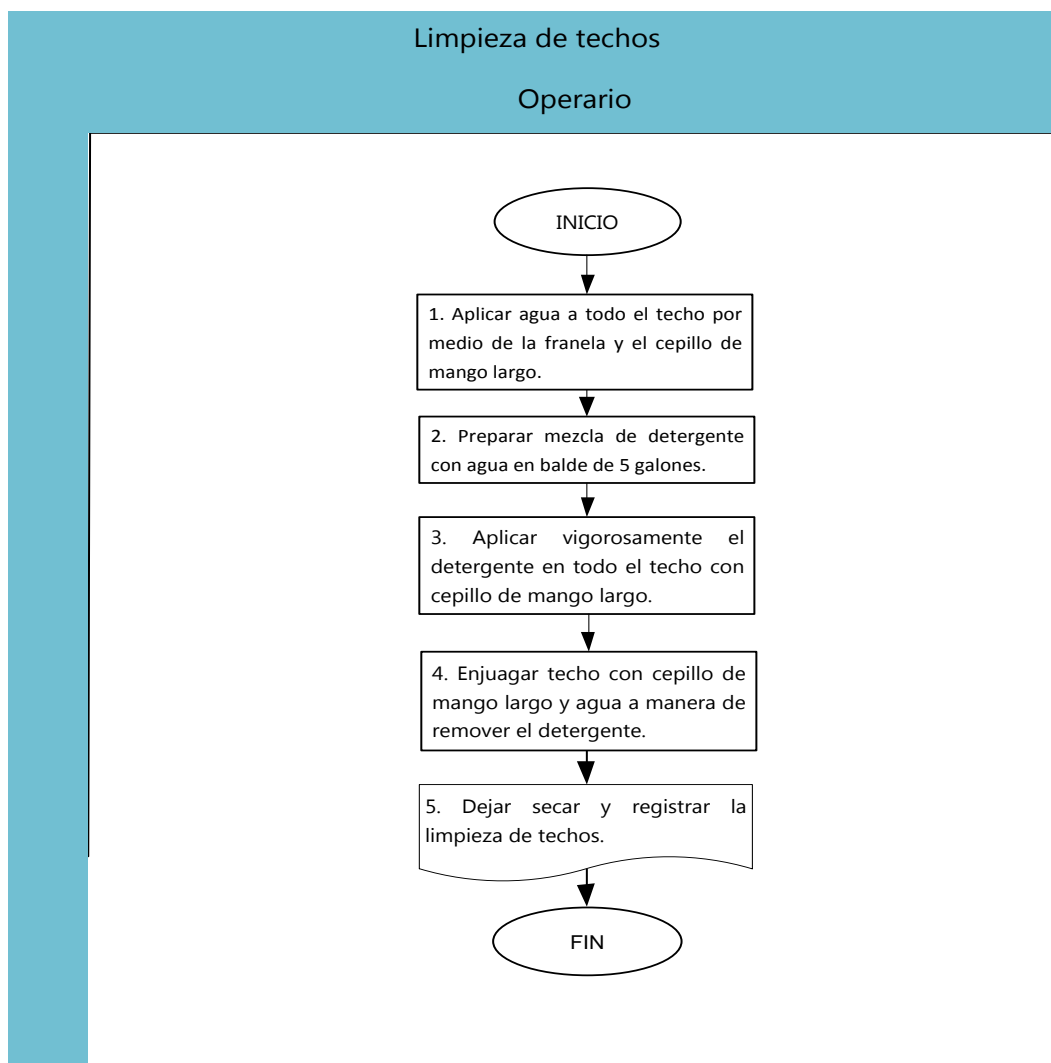 Limpieza de techos
Operario
INICIO
1. Aplicar agua a todo el techo por
medio de la franela y el cepillo de
mango largo.
2. Preparar mezcla de detergente
con agua en balde de 5 galones.
3. Aplicar vigorosamente el
detergente en todo el techo con
cepillo de mango largo.
4. Enjuagar techo con cepillo de
mango largo y agua a manera de
remover el detergente.
5. Dejar secar y registrar la
limpieza de techos.
FIN